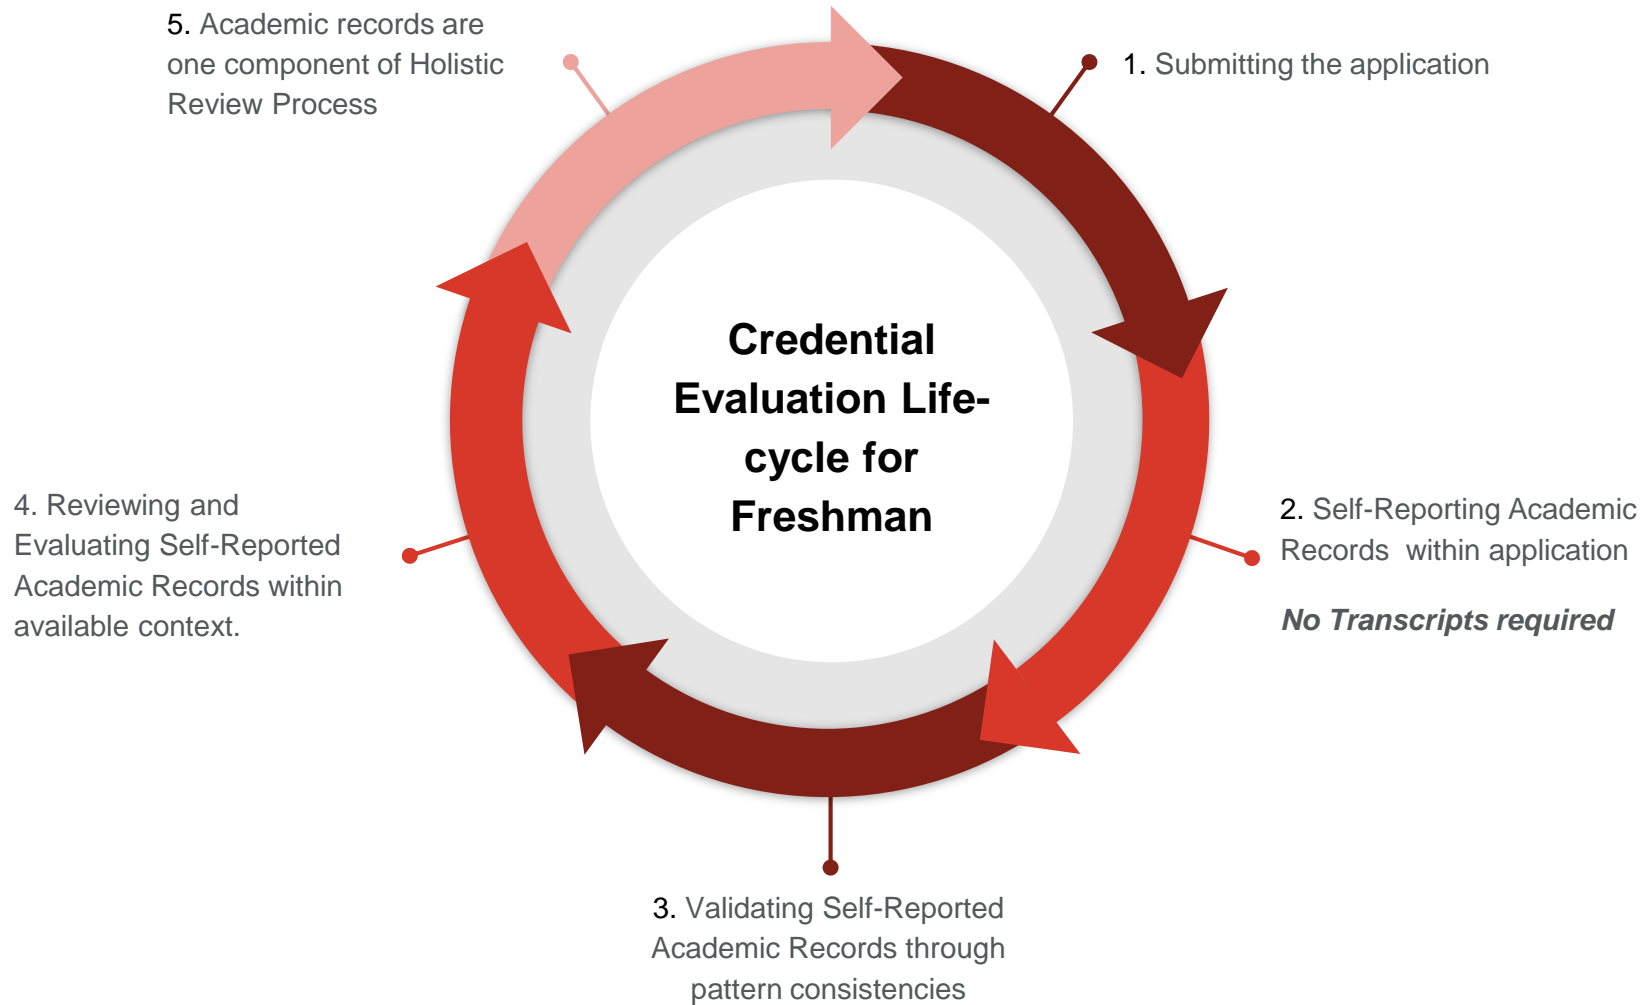 5. Academic records are
one component of Holistic
Review Process
1. Submitting the application
Credential
Evaluation Life-
cycle for
Freshman
2. Self-Reporting Academic
Records  within application
No Transcripts required
3. Validating Self-Reported
Academic Records through
pattern consistencies
4. Reviewing and
Evaluating Self-Reported
Academic Records within
available context.